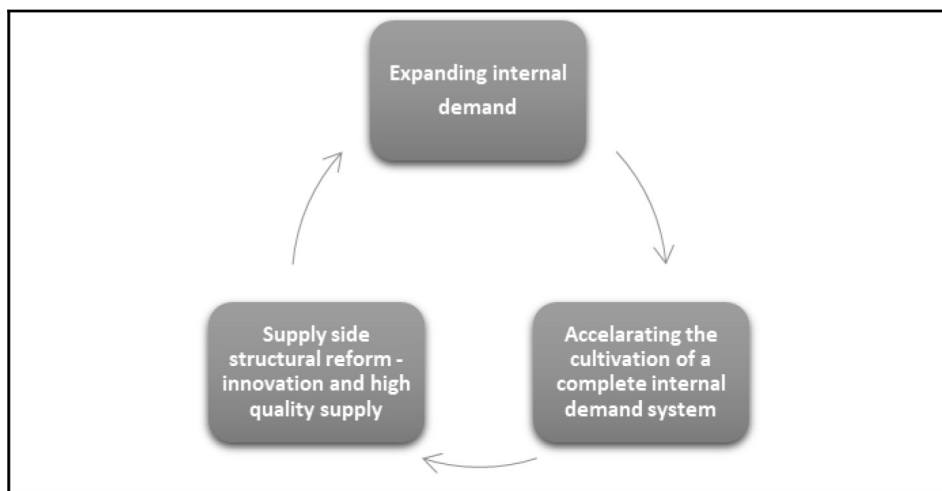 Expanding internal
demand
Supply side
structural reform -
innovation and high
quality supply
Accelarating the
cultivation of a
complete internal
demand system